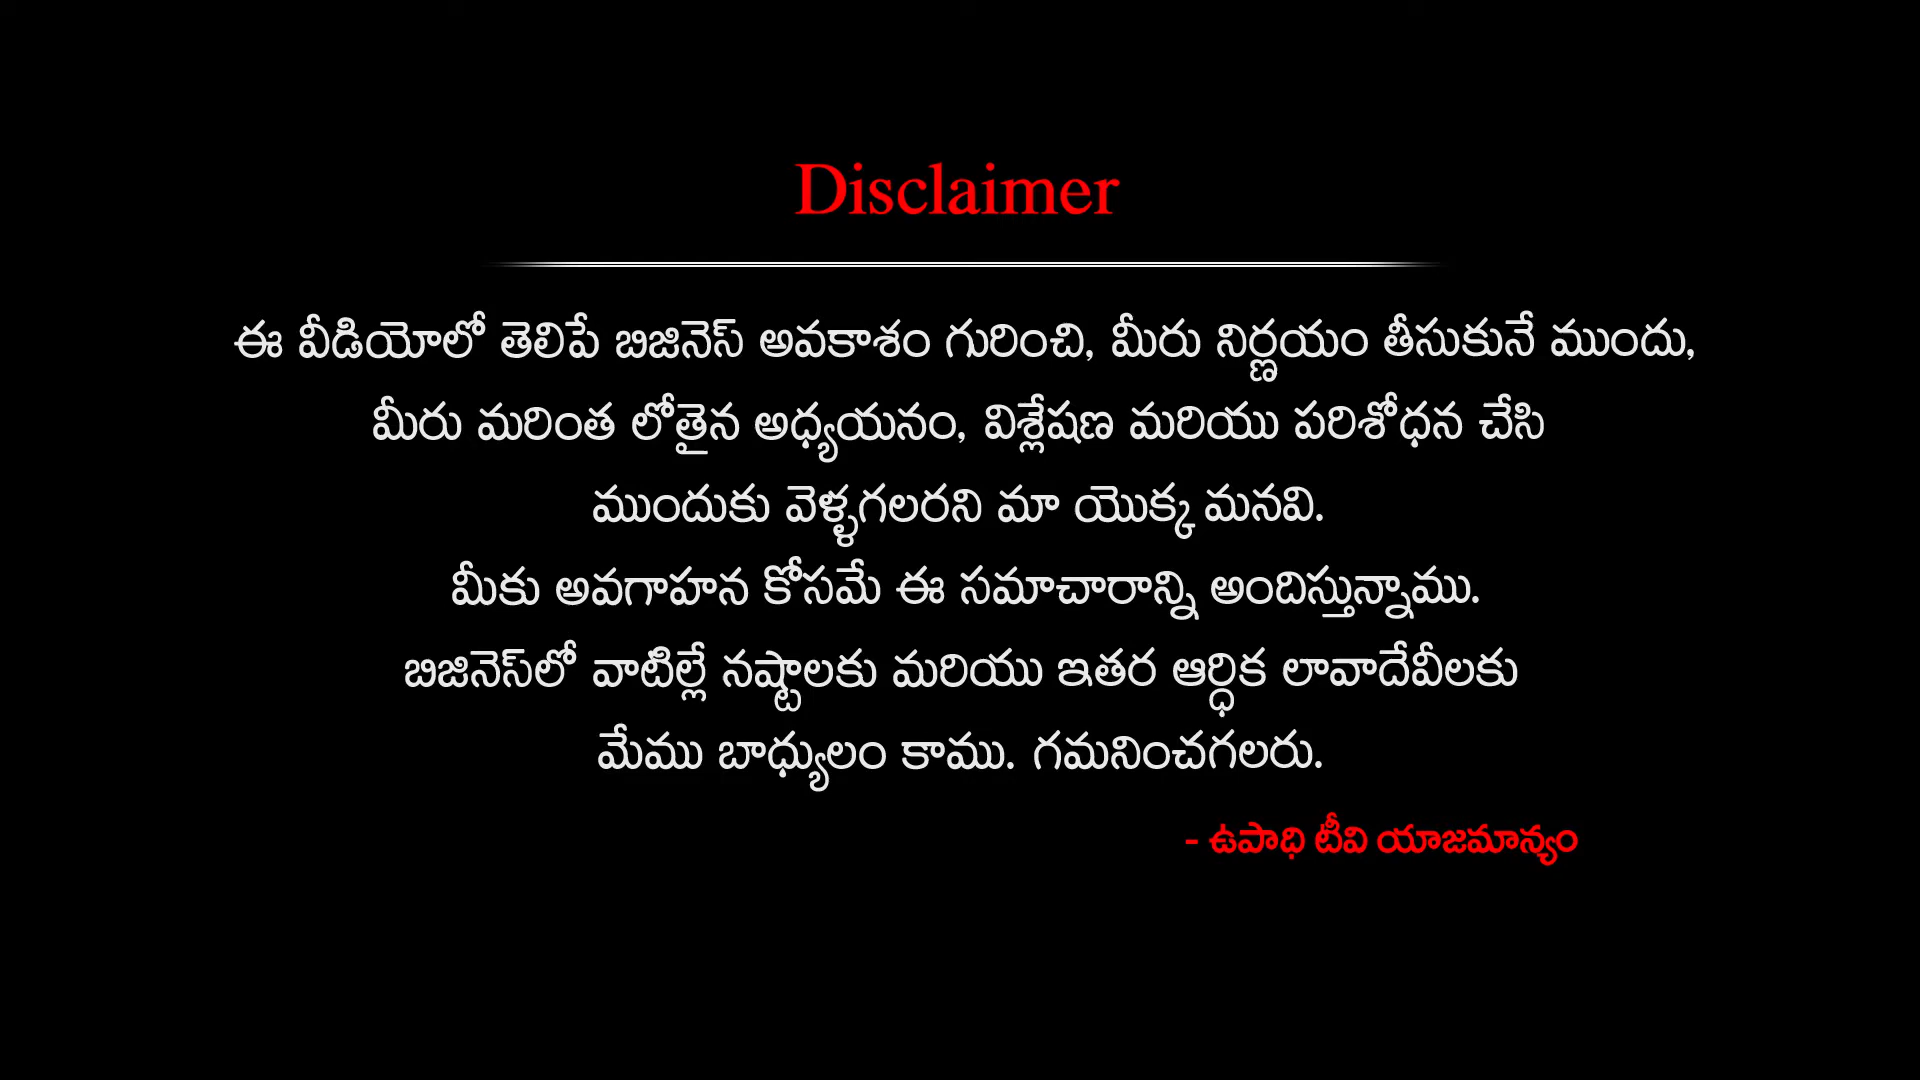 Disclaimer
ఈ వీడియోలో తెలిపే బిజినెస్ అవకాశం గురించి, మీరు నిర్ణయం తీసుకునే ముందు,
మీరు మరింత లోతైన అధ్యయనం, విశ్లేషణ మరియు పరిశోధన చేసి
ముందుకు వెళ్ళగలరని మా యొక్క మనవి.
మీకు అవగాహన కోసమే ఈ సమాచారాన్ని అందిస్తున్నాము.
బిజినెస్‌లో వాటిల్లే నష్టాలకు మరియు ఇతర ఆర్ధిక లావాదేవీలకు
మేము బాధ్యులం కాము. గమనించగలరు.
- ఉపాధి టీవి యాజమాన్యం